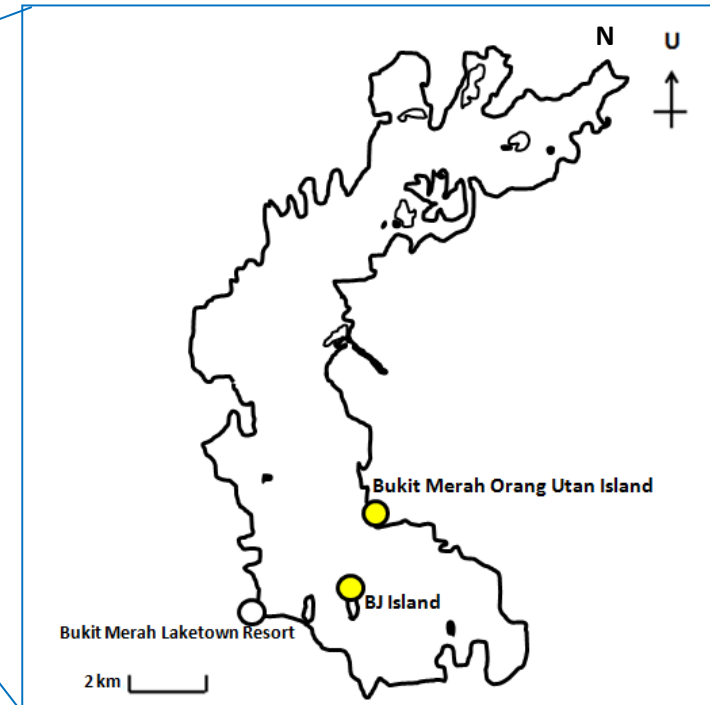 N
U
Bukit Merah Orang Utan Island
BJ Island
Bukit Merah Laketown Resort
2 km